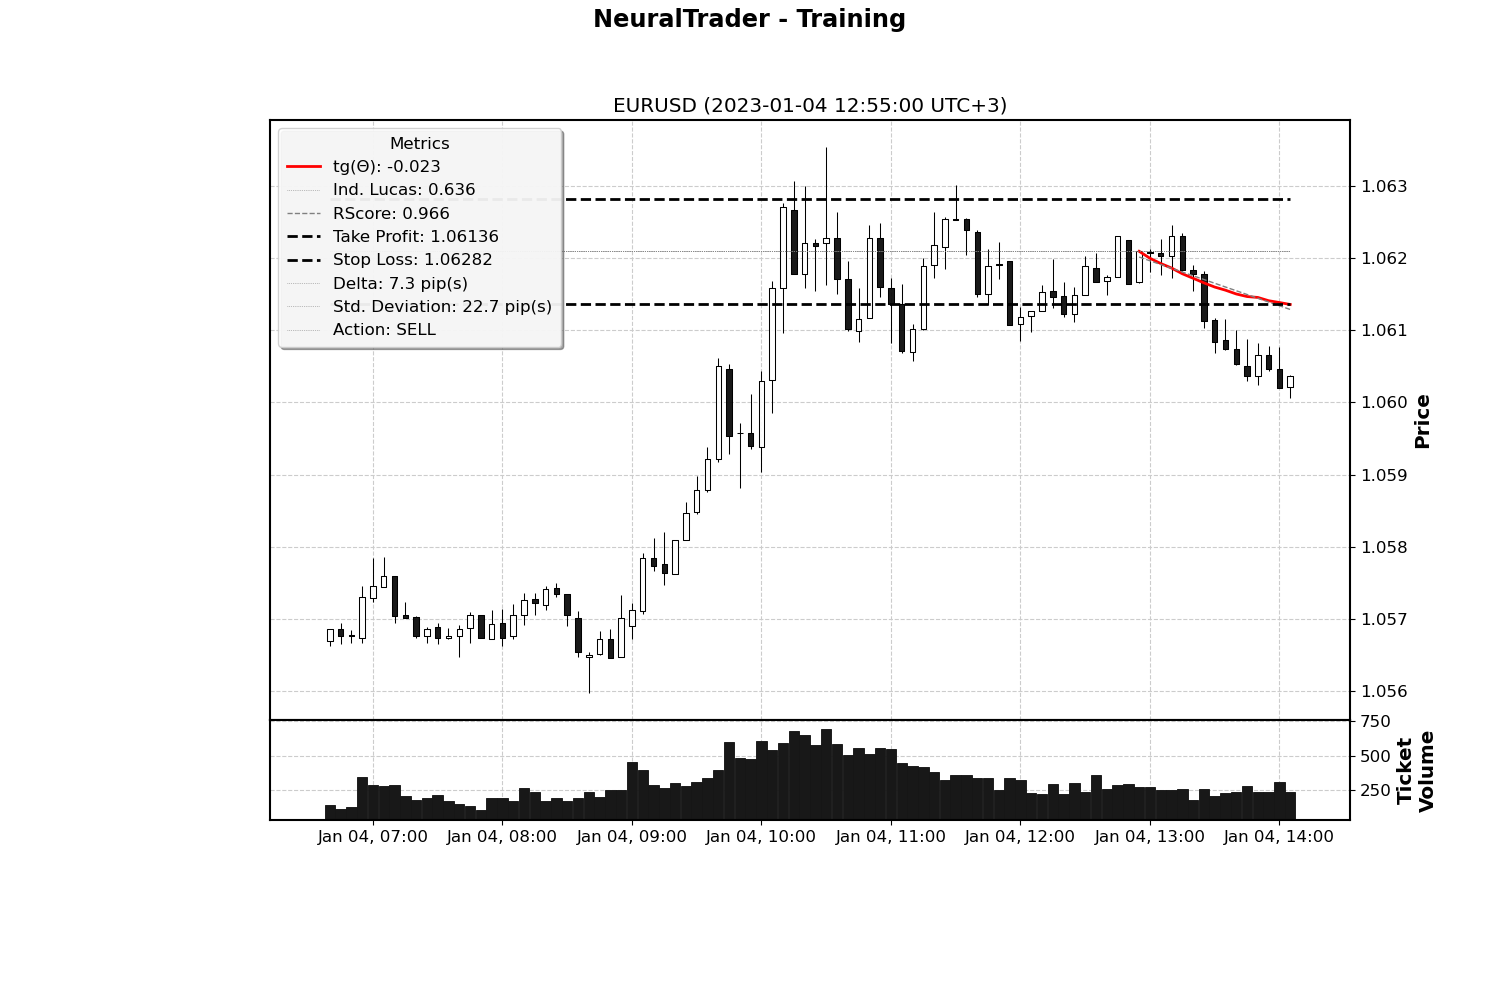 NeuralTrader - Training
EURUSD (2023-01-04 12:55:00 UTC+3)
Metrics
tg(Θ): -0.023
Ind. Lucas: 0.636
RScore: 0.966
Take Profit: 1.06136
Stop Loss: 1.06282
Delta: 7.3 pip(s)
Std. Deviation: 22.7 pip(s)
Action: SELL
1.063
1.062
1.061
1.060
1.059
1.058
1.057
1.056
Price
750
500
250
Ticket
Volume
Jan 04, 07:00
Jan 04, 08:00
Jan 04, 09:00
Jan 04, 10:00
Jan 04, 11:00
Jan 04, 12:00
Jan 04, 13:00
Jan 04, 14:00